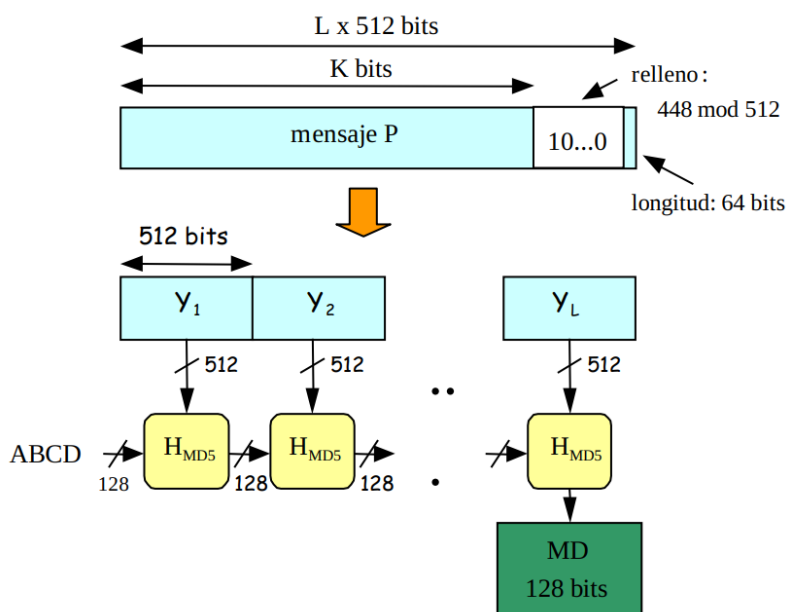 L x 512 bits
K bits
relleno:
448 mod 512
mensaje P
10...0
longitud: 64 bits
512 bits
Y1 Y2 YL
512 512 512
ABCD HMD5 HMD5 HMD5
128 128 128
MD
128 bits